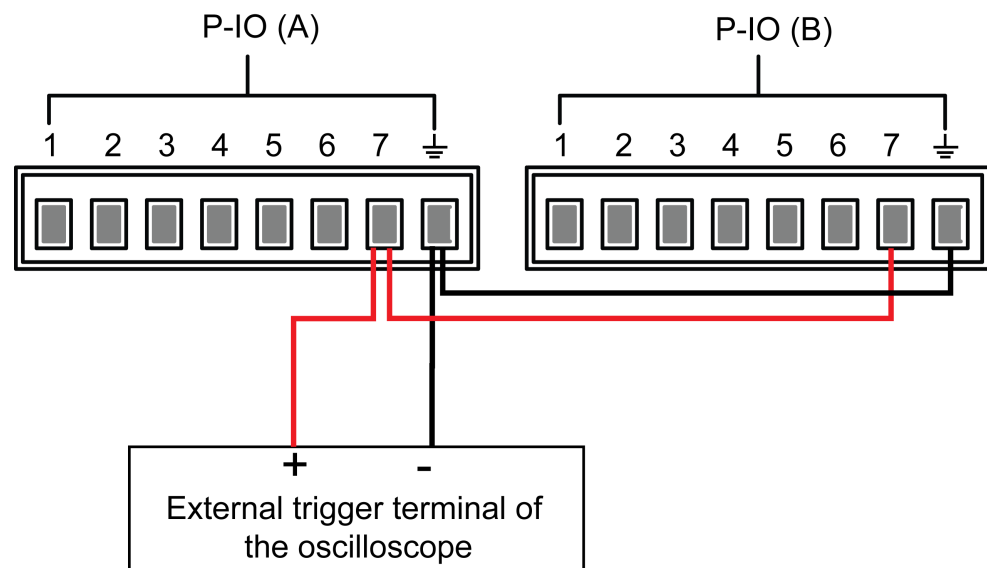 P-IO (A) P-IO (B)
1 2 3 4 5 6 7 1 2 3 4 5 6 7
+ -
External trigger terminal of
the oscilloscope